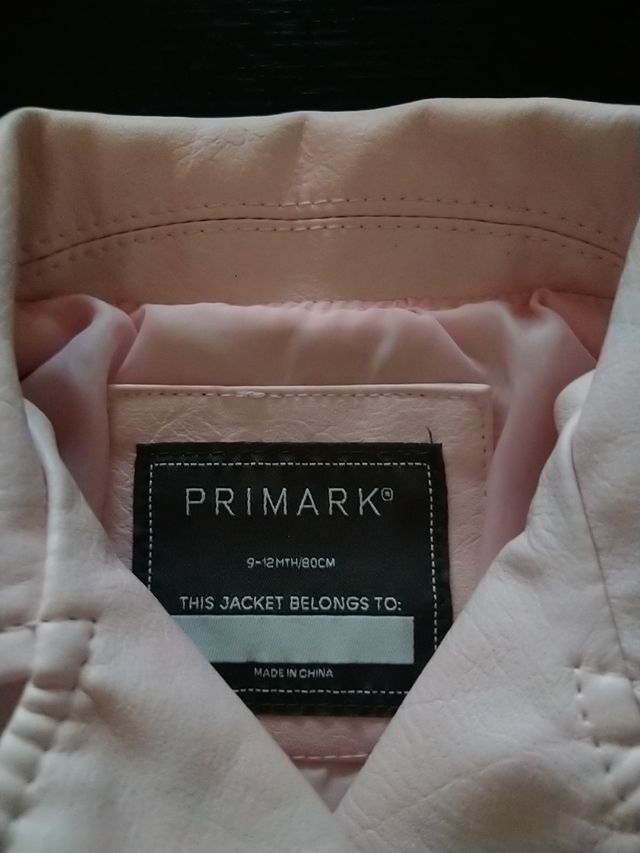 PRIMARK®
9-12MTH/80CM
THIS JACKET BELONGS TO:
MADE IN CHINA